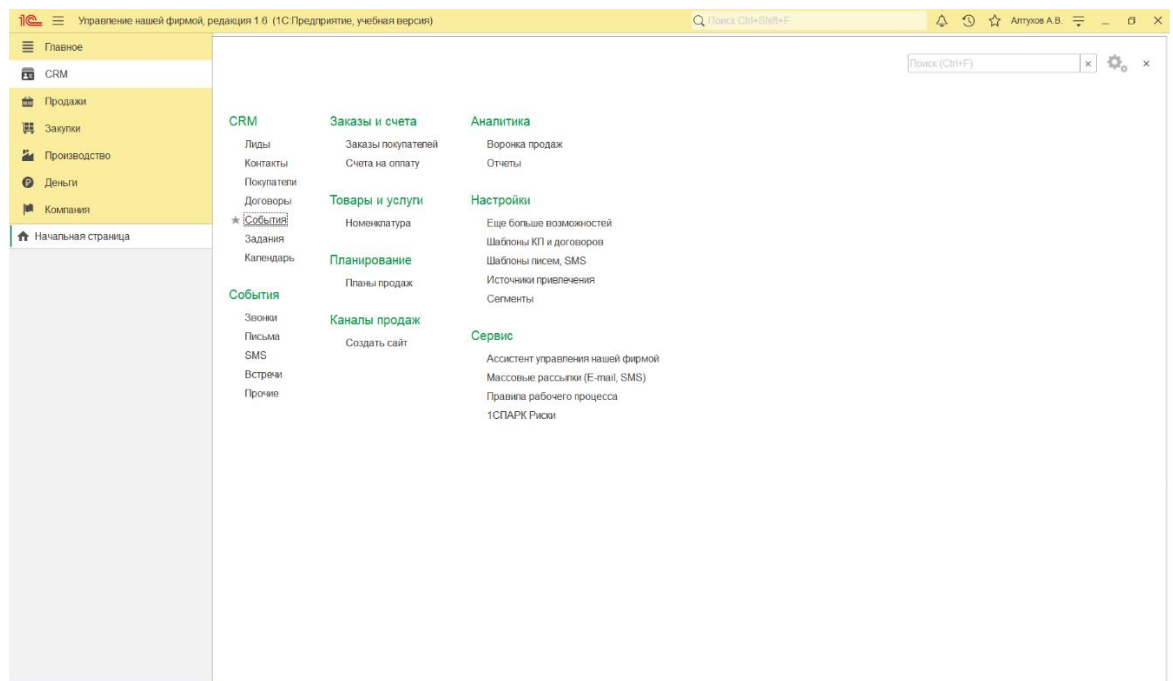 1С Управление нашей фирмой, редакция 1.6 (1С:Предприятие, учебная версия) Поиск Ctrl+Shift+F Алтухов А.В.
Главное
CRM
Продажи
Закупки
Производство
Деньги
Компания
Начальная страница
Поиск (Ctrl+F)
CRM
Лиды
Контакты
Покупатели
Договоры
События
Задания
Календарь
События
Звонки
Письма
SMS
Встречи
Прочие
Заказы и счета
Заказы покупателей
Счета на оплату
Товары и услуги
Номенклатура
Планирование
Планы продаж
Каналы продаж
Создать сайт
Аналитика
Воронка продаж
Отчеты
Настройки
Еще больше возможностей
Шаблоны КП и договоров
Шаблоны писем, SMS
Источники привлечения
Сегменты
Сервис
Ассистент управления нашей фирмой
Массовые рассылки (E-mail, SMS)
Правила рабочего процесса
1СПАРК Риски